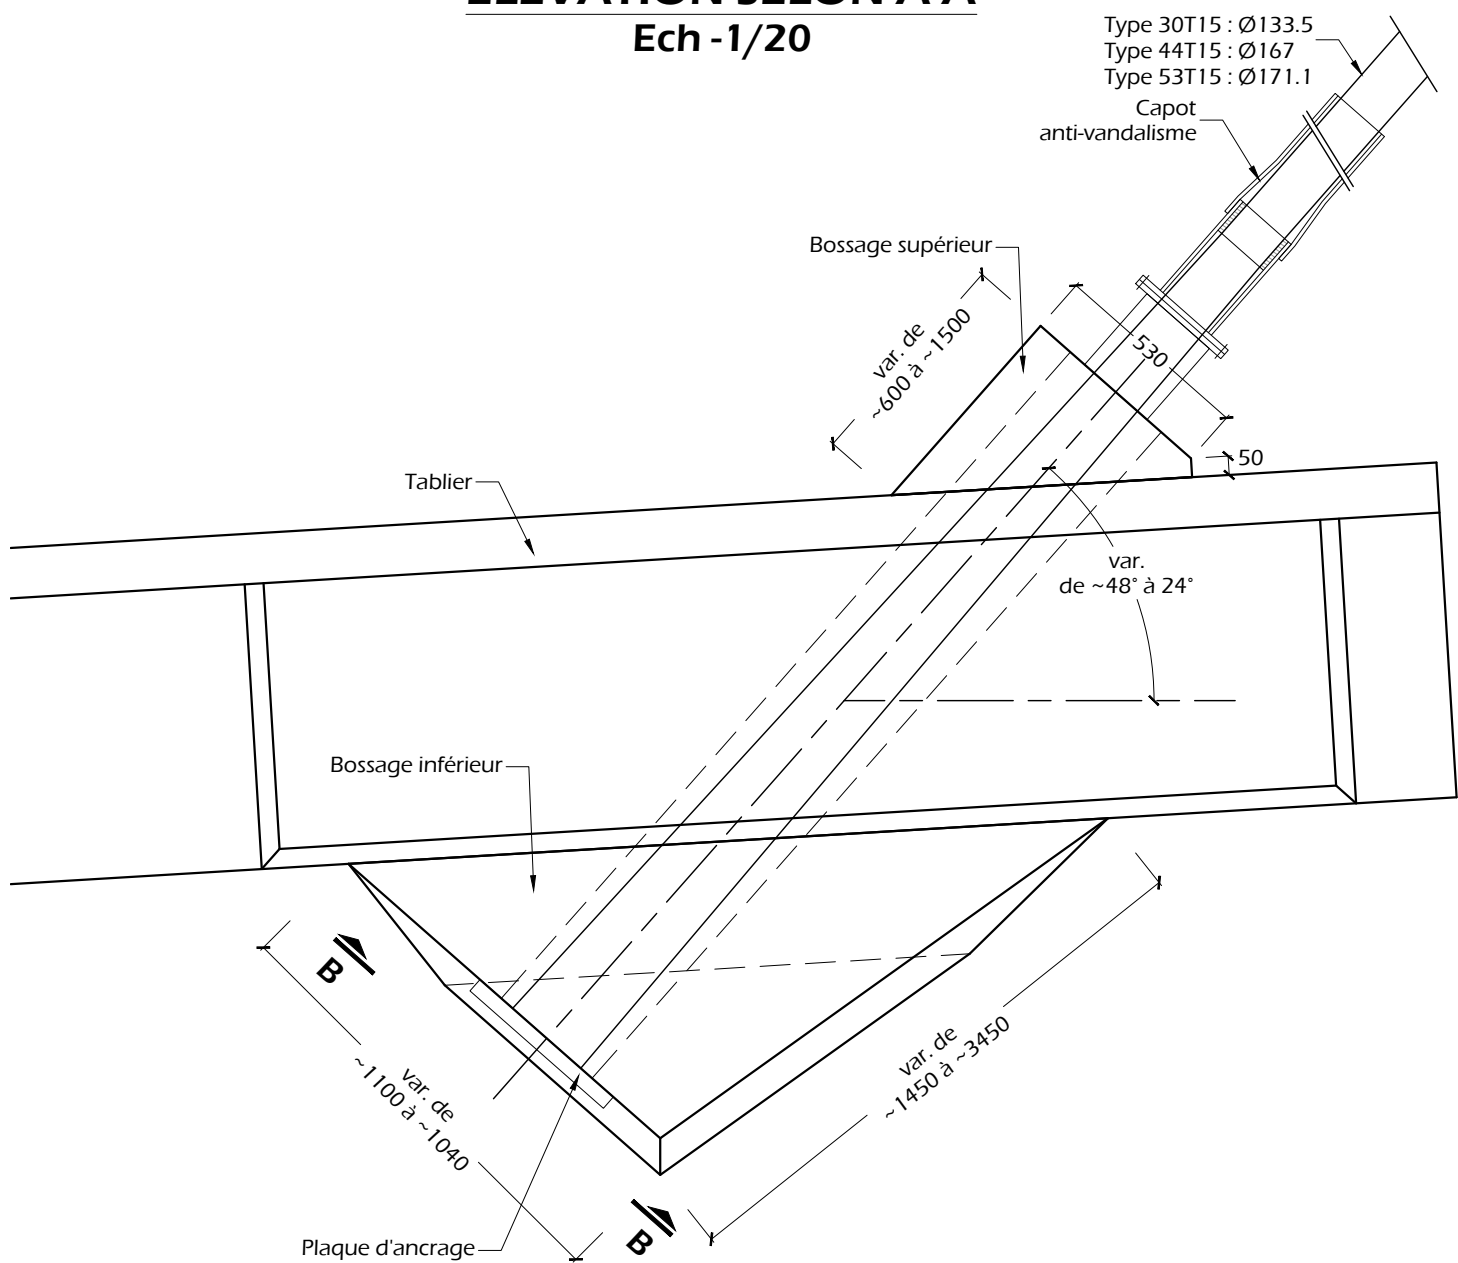 ELEVATION SELON A-A
Ech -1/20
Type 30T15 : Ø133.5
Type 44T15 : Ø167
Type 53T15 : Ø171.1
Capot
anti-vandalisme
Bossage supérieur
var. de
~600 à ~1500
530
50
Tablier
var.
de ~48° à 24°
Bossage inférieur
B
var. de
~1100 à ~1040
var. de
~1450 à ~3450
B
Plaque d'ancrage